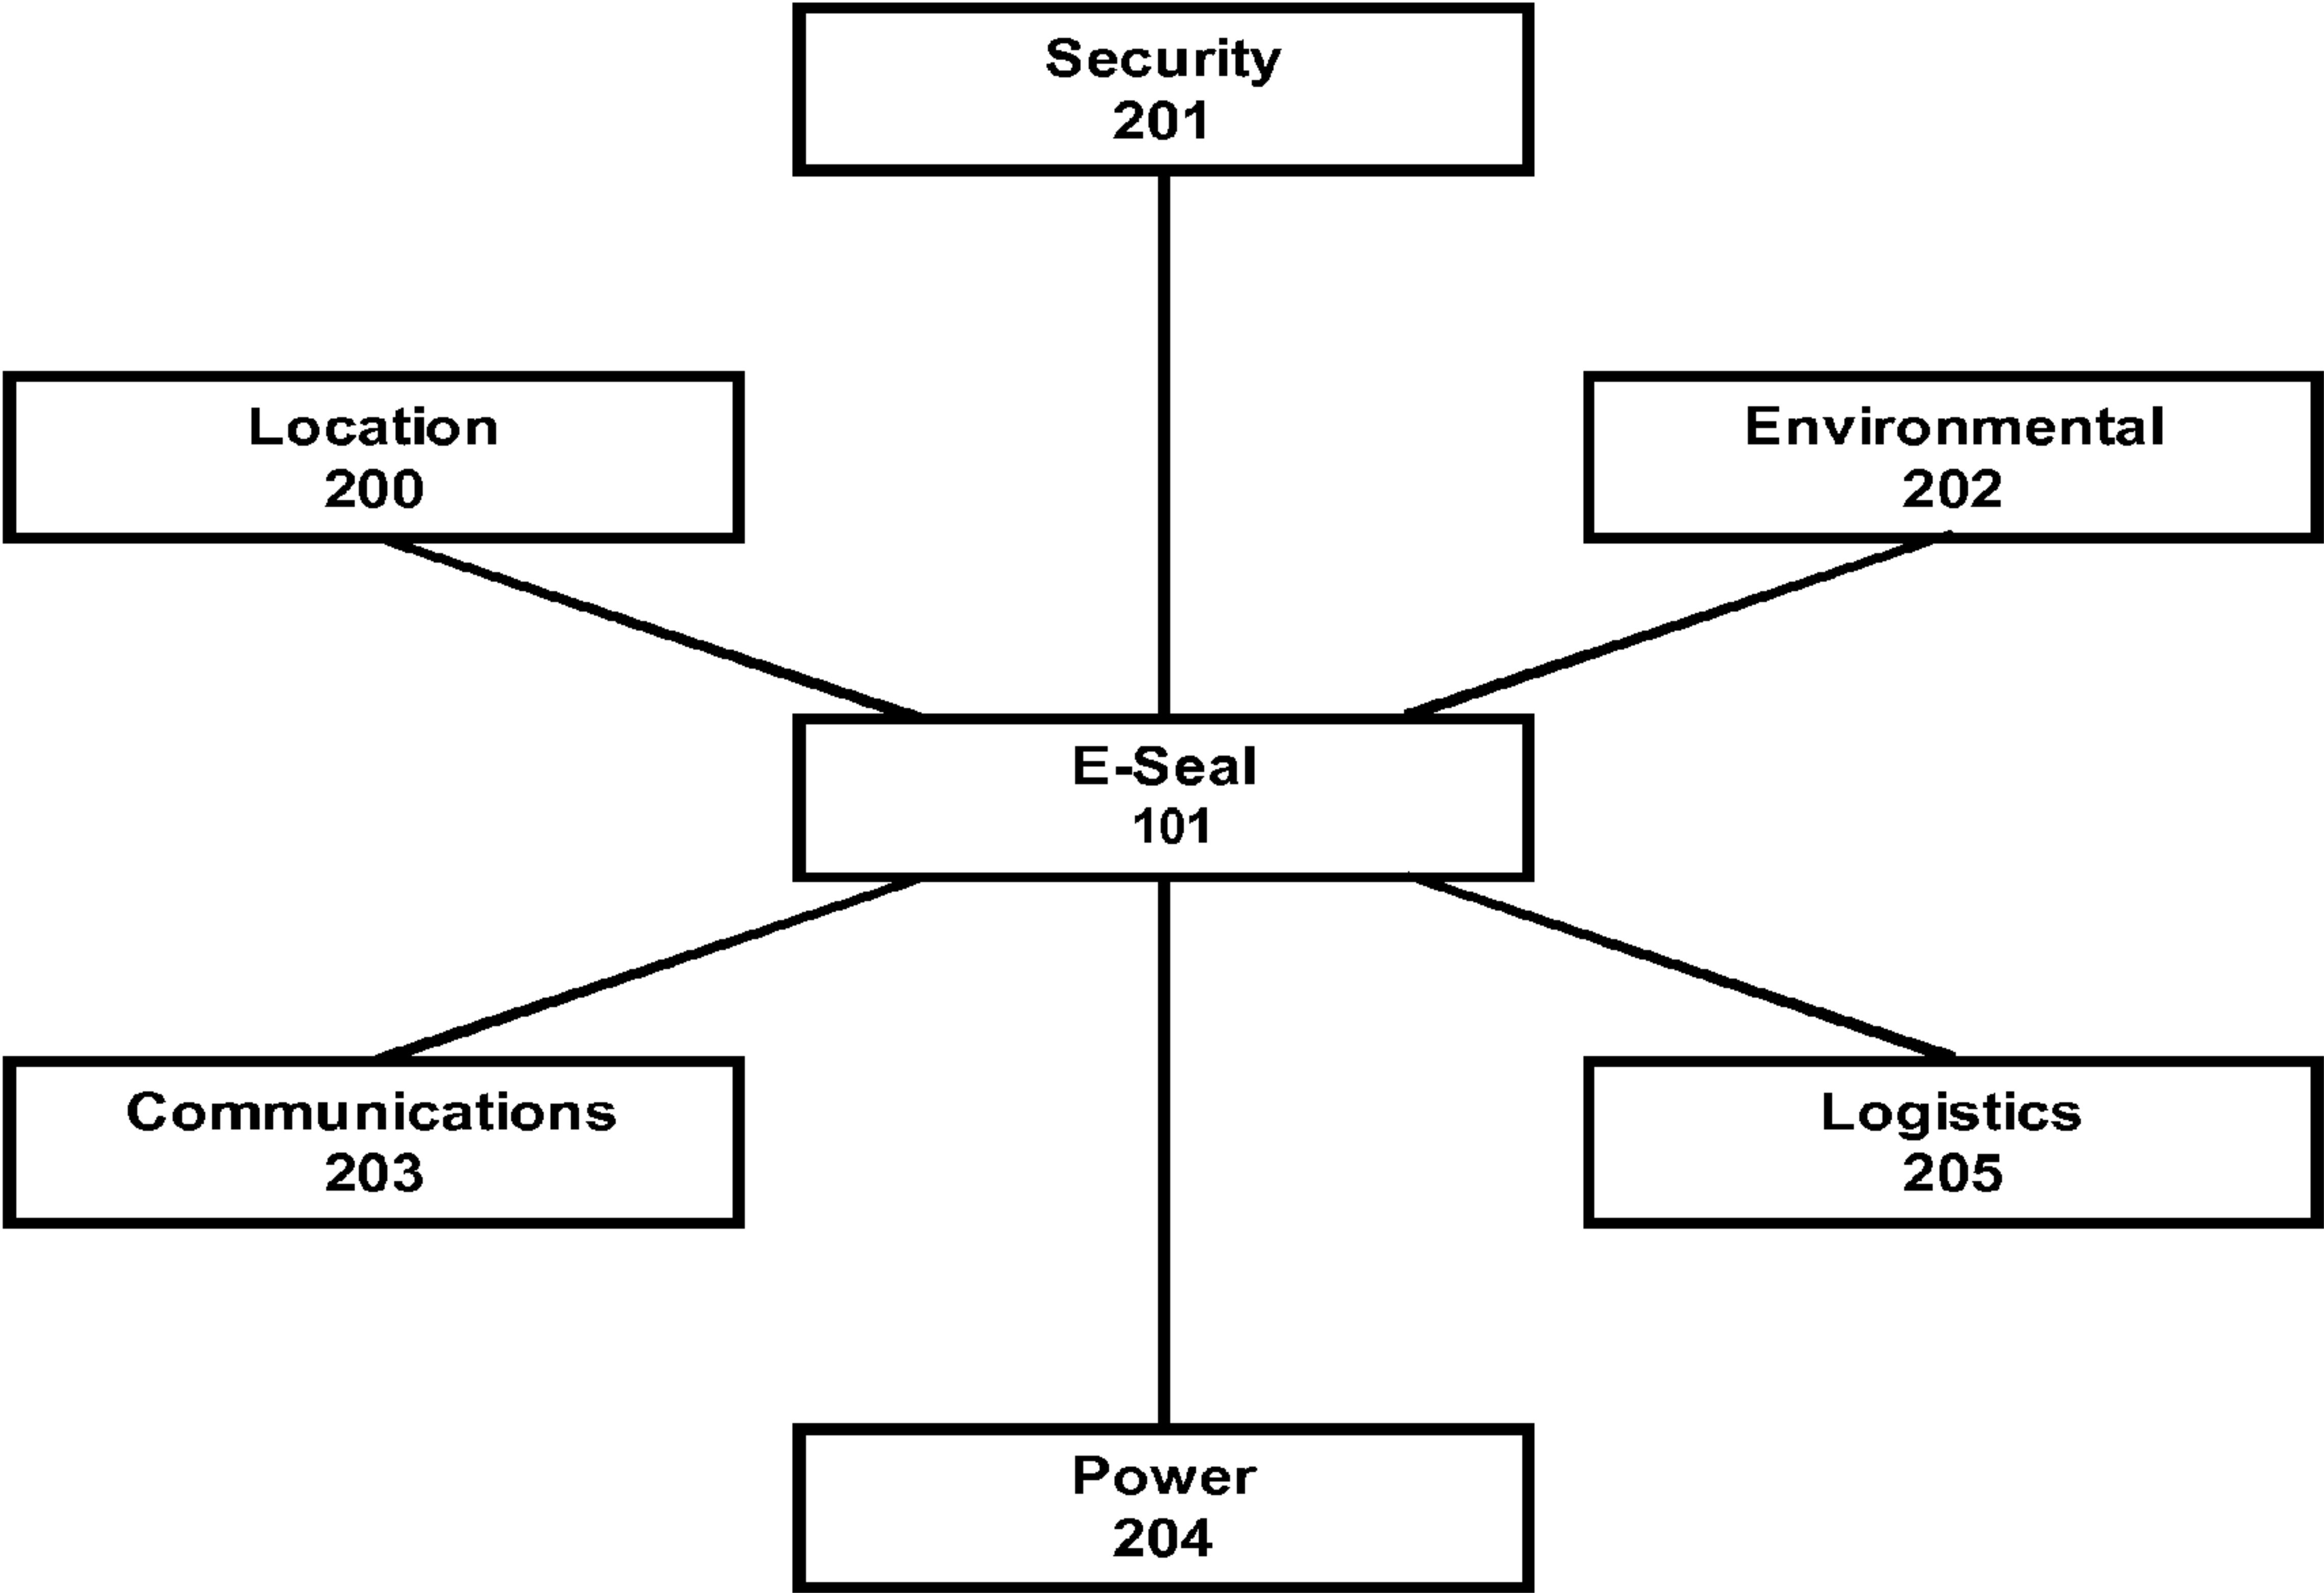 Security
201
Location
200
Environmental
202
E-Seal
101
Communications
203
Logistics
205
Power
204